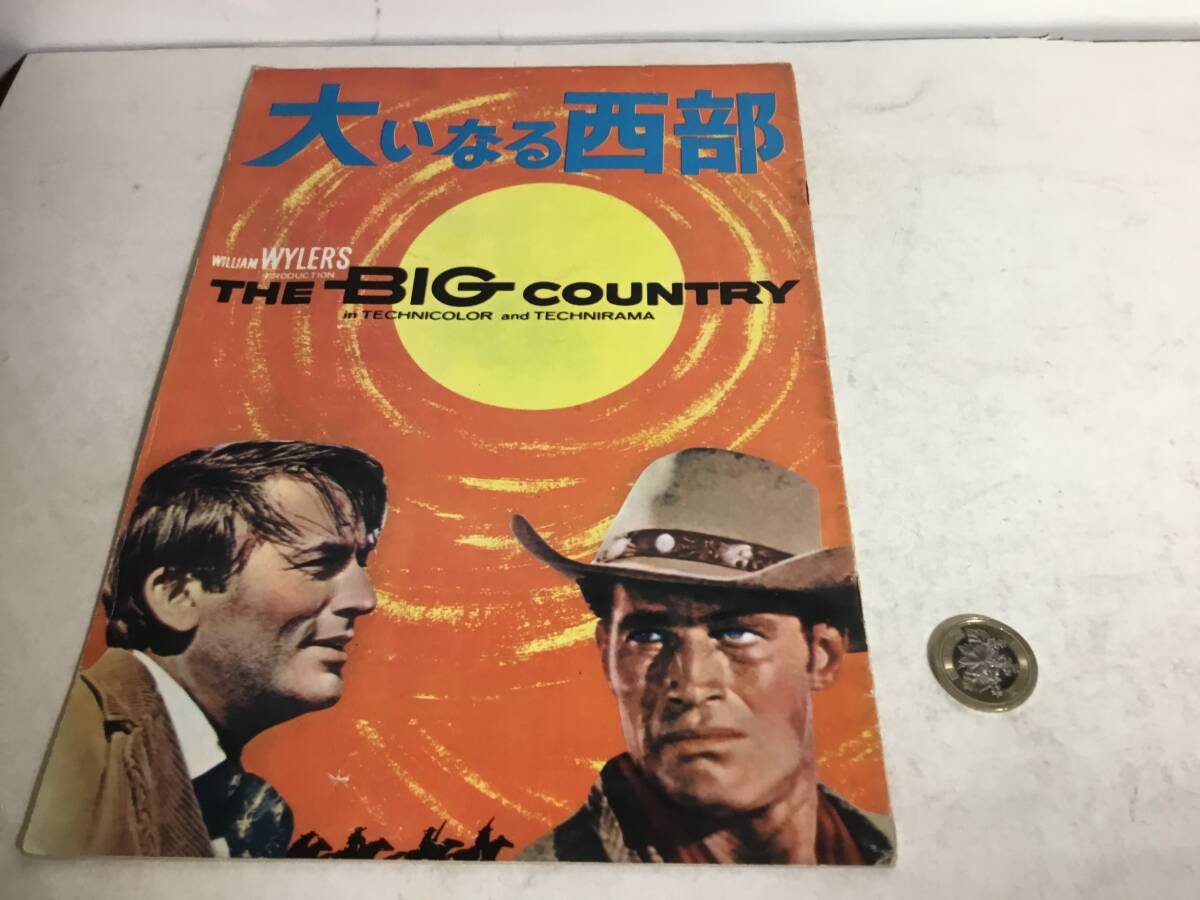 大いなる西部
WILLIAM WYLER'S
PRODUCTION
THE BIG COUNTRY
in TECHNICOLOR and TECHNIRAMA